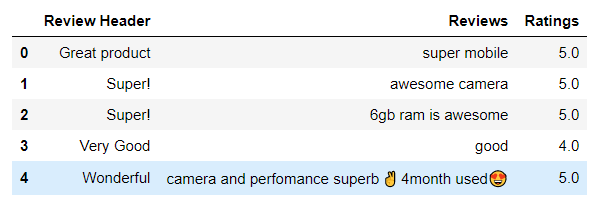 Review Header Reviews Ratings
0 Great product super mobile 5.0
1 Super! awesome camera 5.0
2 Super! 6gb ram is awesome 5.0
3 Very Good good 4.0
4 Wonderful camera and perfomance superb✌4month used😍 5.0